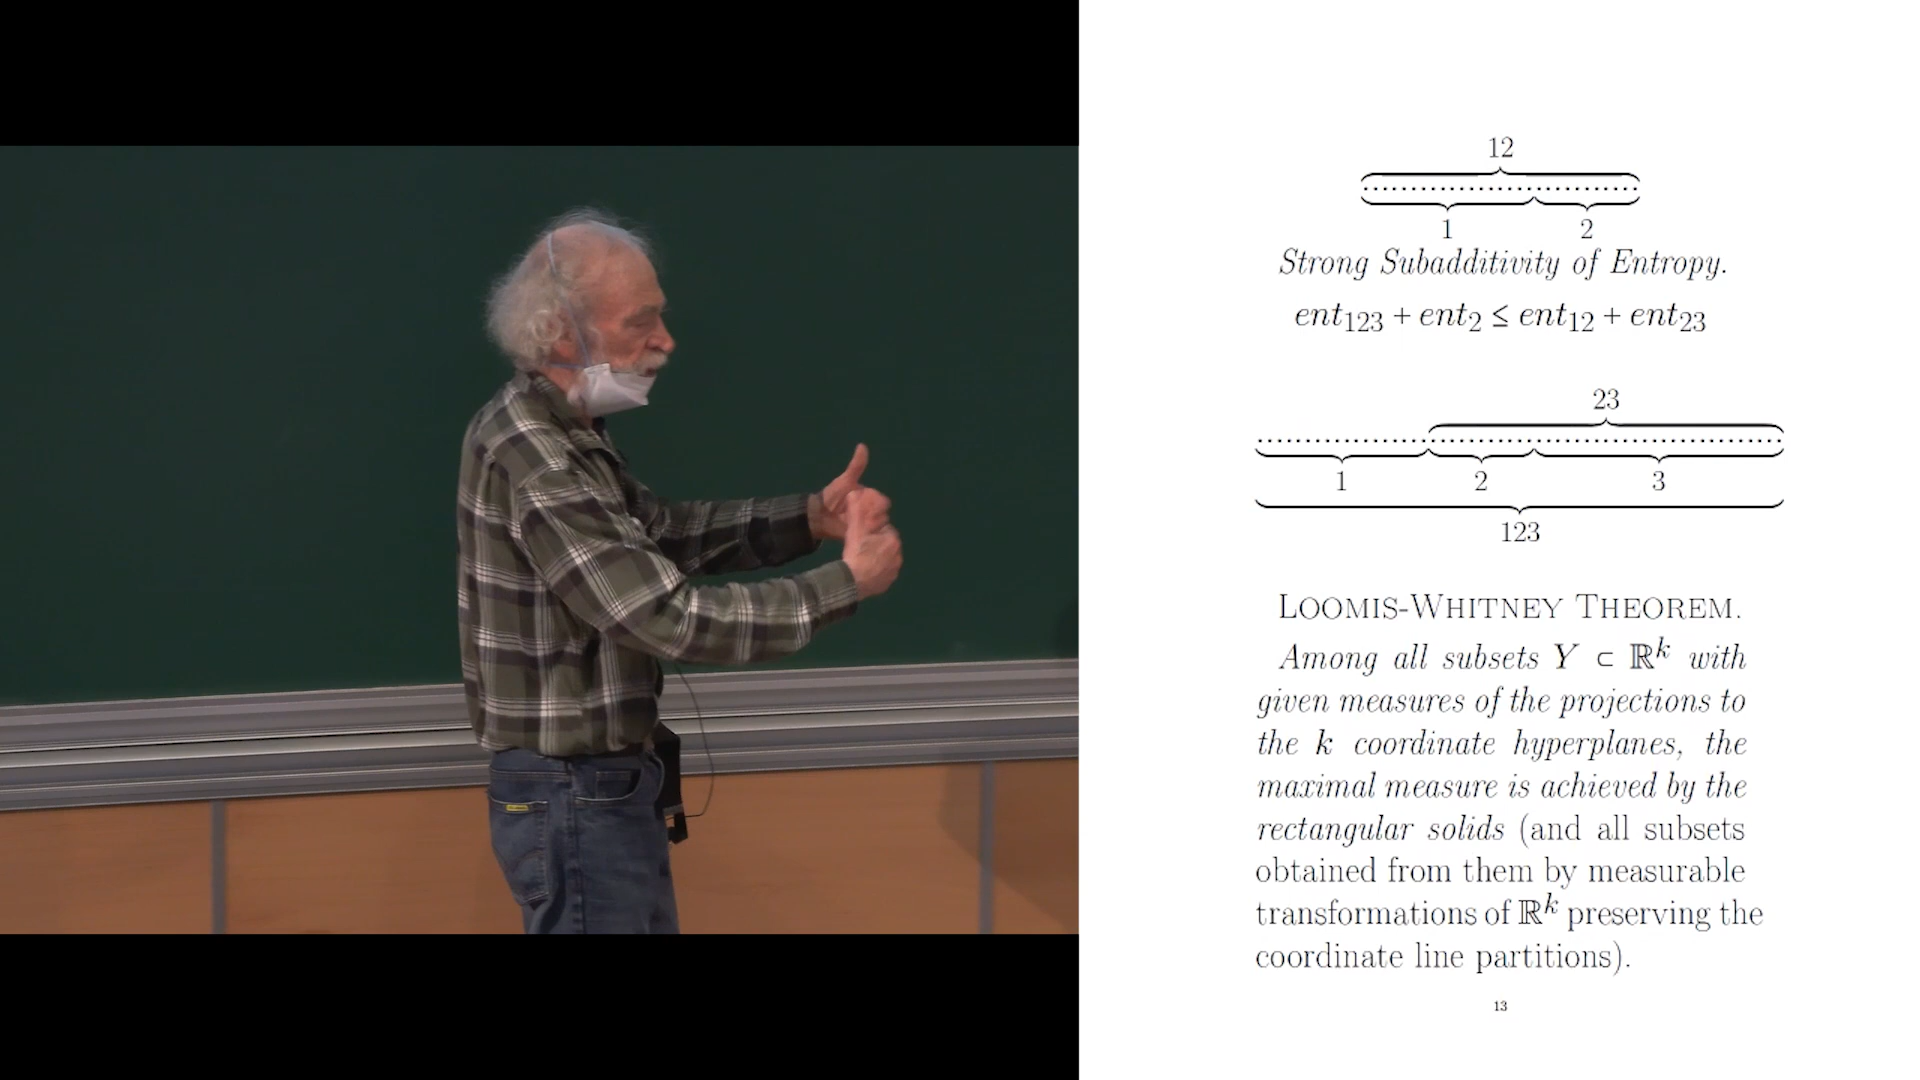 12
1 2
Strong Subadditivity of Entropy.
ent₁₂₃ + ent₂ ≤ ent₁₂ + ent₂₃
23
1 2 3
123
LOOMIS-WHITNEY THEOREM.
Among all subsets Y ⊂ ℝᵏ with
given measures of the projections to
the k coordinate hyperplanes, the
maximal measure is achieved by the
rectangular solids (and all subsets
obtained from them by measurable
transformations of ℝᵏ preserving the
coordinate line partitions).
13